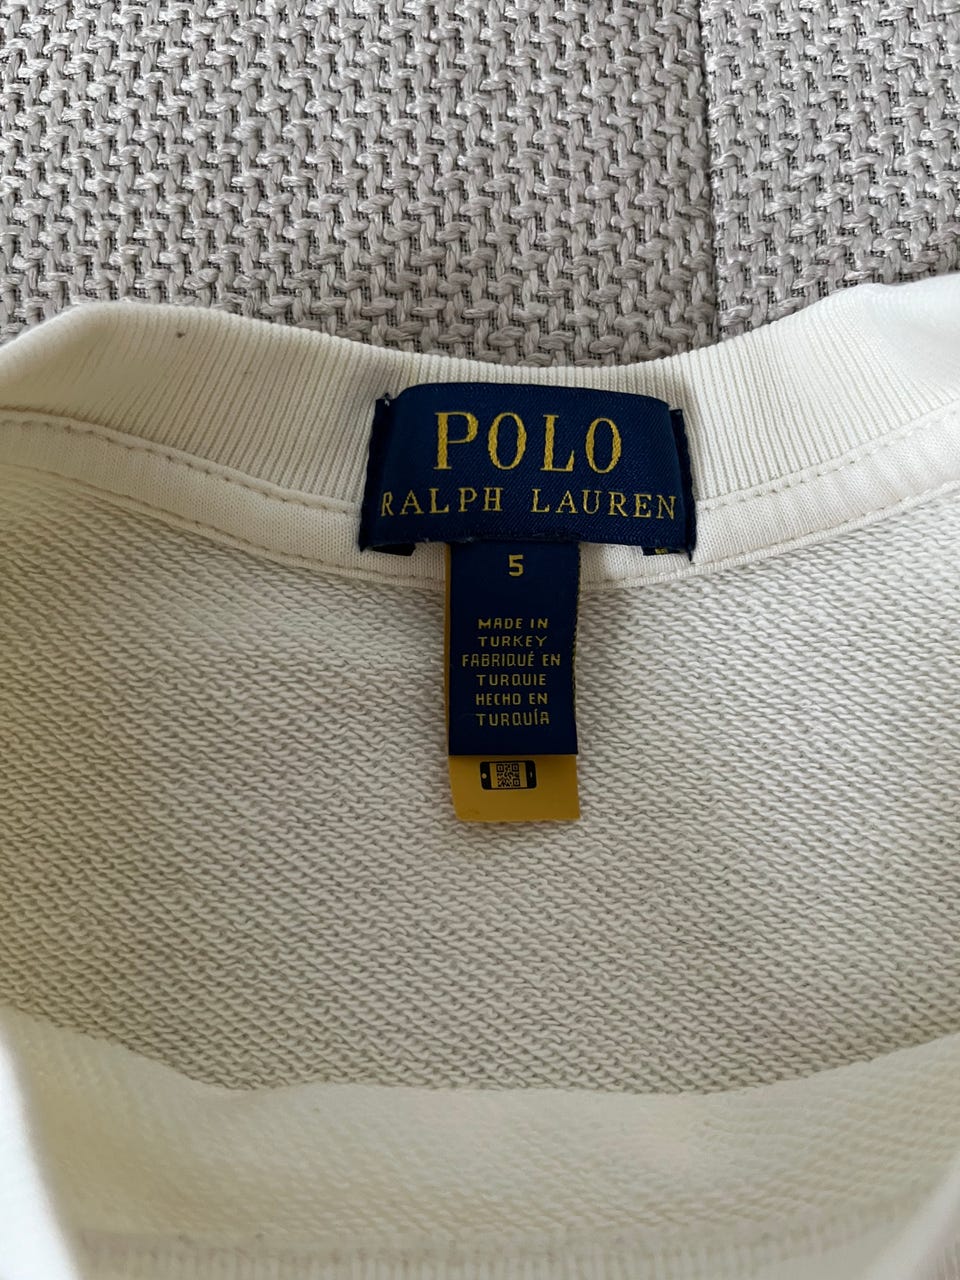 POLO
RALPH LAUREN
5
MADE IN
TURKEY
FABRIQUÉ EN
TURQUIE
HECHO EN
TURQUÍA